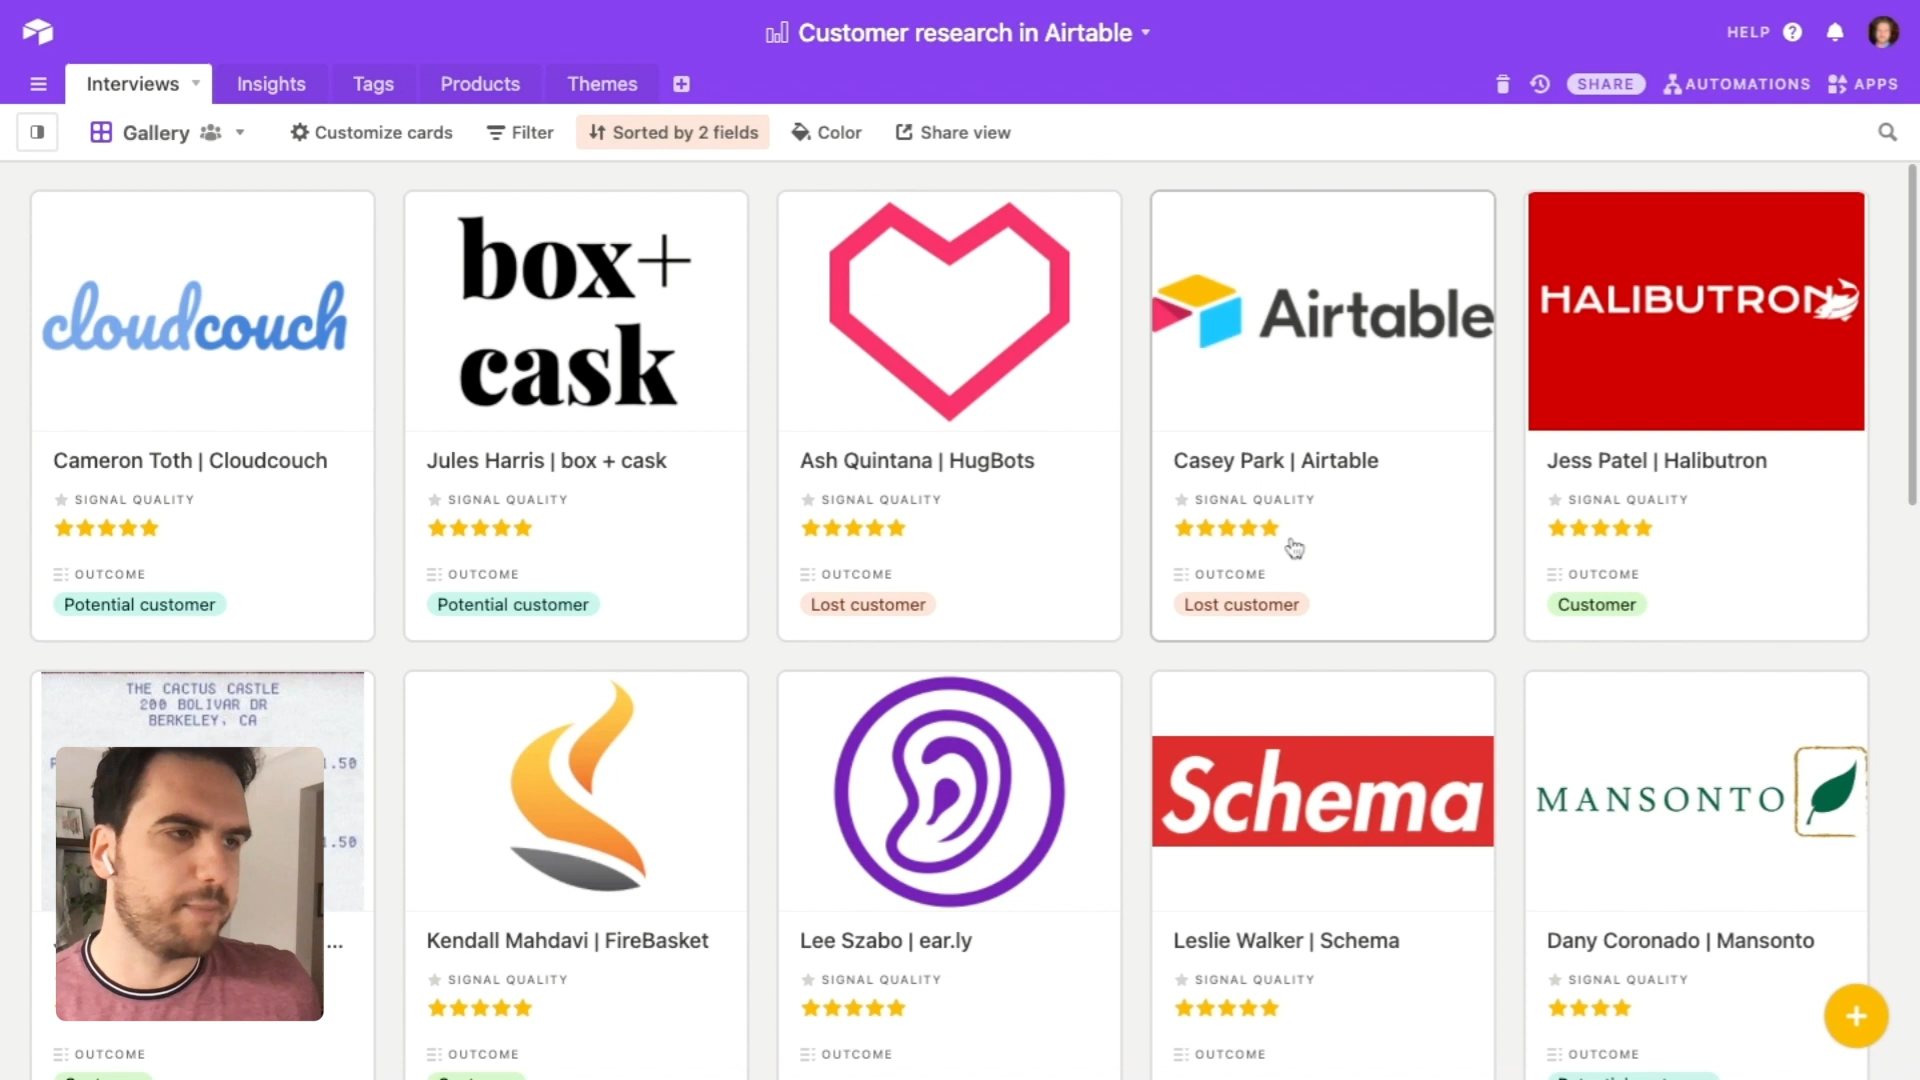 Customer research in Airtable
HELP
Interviews
Insights
Tags
Products
Themes
SHARE
AUTOMATIONS
APPS
Gallery
Customize cards
Filter
Sorted by 2 fields
Color
Share view
cloudcouch
box+
cask
Airtable
HALIBUTRON
Cameron Toth | Cloudcouch
SIGNAL QUALITY
OUTCOME
Potential customer
Jules Harris | box + cask
SIGNAL QUALITY
OUTCOME
Potential customer
Ash Quintana | HugBots
SIGNAL QUALITY
OUTCOME
Lost customer
Casey Park | Airtable
SIGNAL QUALITY
OUTCOME
Lost customer
Jess Patel | Halibutron
SIGNAL QUALITY
OUTCOME
Customer
THE CACTUS CASTLE
200 BOLIVAR DR
BERKELEY, CA
.50
1.50
...
OUTCOME
Kendall Mahdavi | FireBasket
SIGNAL QUALITY
OUTCOME
Lee Szabo | ear.ly
SIGNAL QUALITY
OUTCOME
Schema
Leslie Walker | Schema
SIGNAL QUALITY
OUTCOME
MANSONTO
Dany Coronado | Mansonto
SIGNAL QUALITY
OUTCOME